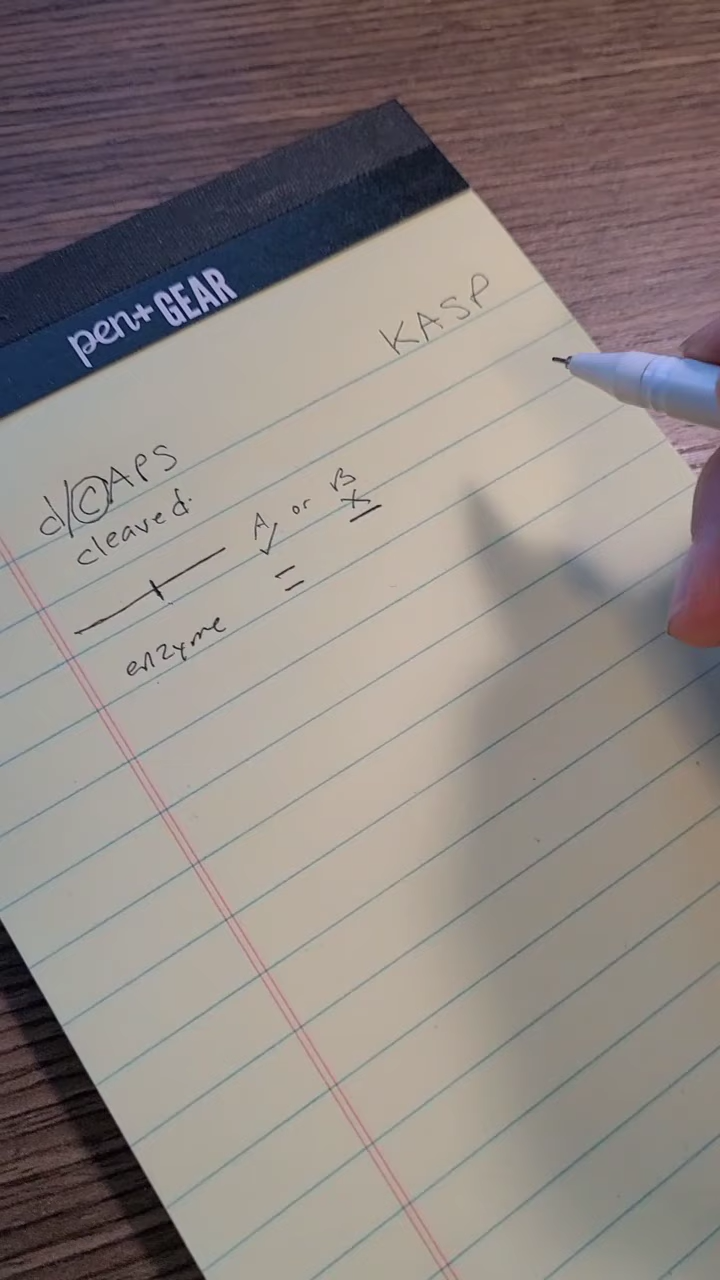 pen+ GEAR
KASP
d/CAPS
cleaved.
A or B
✓ X
=
enzyme